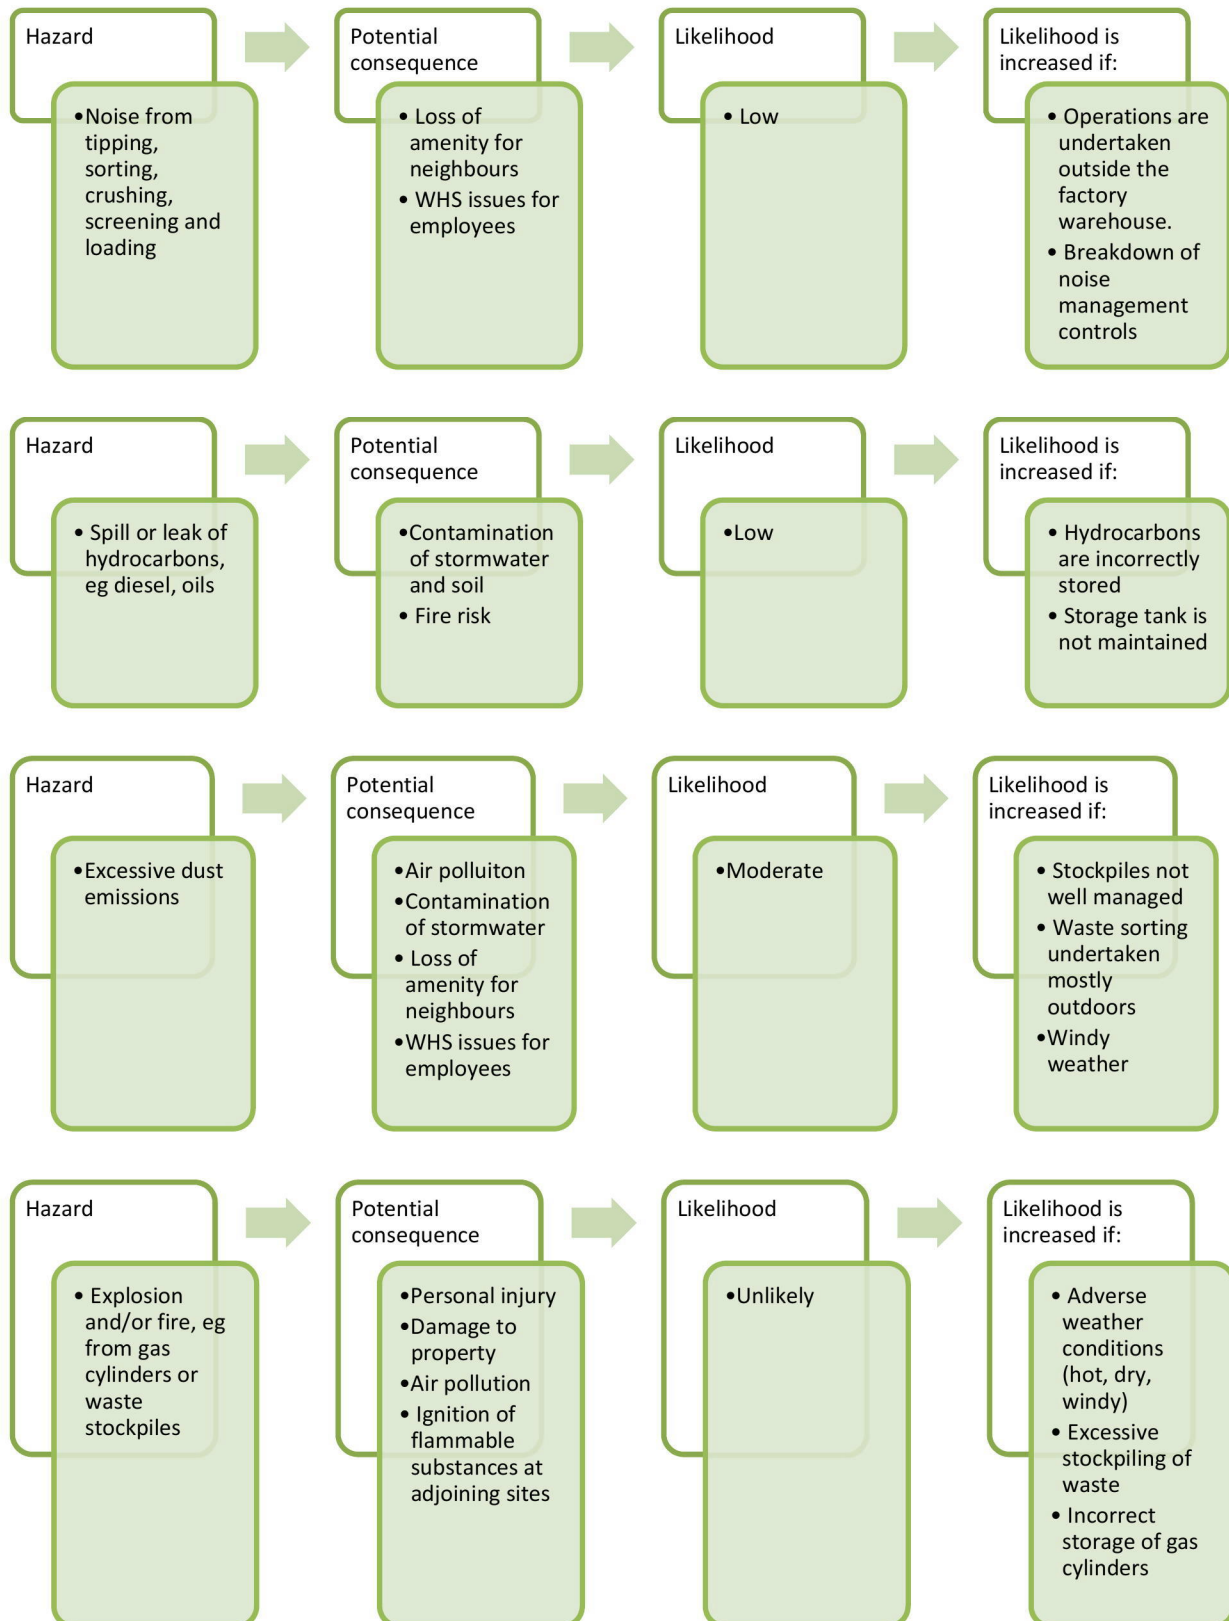 Hazard
•Noise from
tipping,
sorting,
crushing,
screening and
loading
Potential
consequence
• Loss of
amenity for
neighbours
• WHS issues for
employees
Likelihood
• Low
Likelihood is
increased if:
• Operations are
undertaken
outside the
factory
warehouse.
• Breakdown of
noise
management
controls
Hazard
• Spill or leak of
hydrocarbons,
eg diesel, oils
Potential
consequence
•Contamination
of stormwater
and soil
• Fire risk
Likelihood
•Low
Likelihood is
increased if:
• Hydrocarbons
are incorrectly
stored
• Storage tank is
not maintained
Hazard
•Excessive dust
emissions
Potential
consequence
•Air polluiton
•Contamination
of stormwater
• Loss of
amenity for
neighbours
•WHS issues for
employees
Likelihood
•Moderate
Likelihood is
increased if:
• Stockpiles not
well managed
• Waste sorting
undertaken
mostly
outdoors
•Windy
weather
Hazard
• Explosion
and/or fire, eg
from gas
cylinders or
waste
stockpiles
Potential
consequence
•Personal injury
•Damage to
property
•Air pollution
• Ignition of
flammable
substances at
adjoining sites
Likelihood
•Unlikely
Likelihood is
increased if:
• Adverse
weather
conditions
(hot, dry,
windy)
• Excessive
stockpiling of
waste
• Incorrect
storage of gas
cylinders